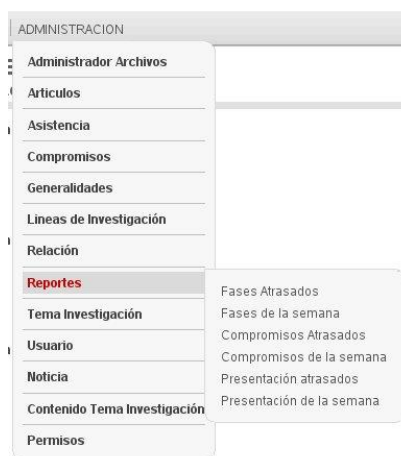 ADMINISTRACION
Administrador Archivos
Articulos
Asistencia
Compromisos
Generalidades
Lineas de Investigación
Relación
Reportes
Tema Investigación
Usuario
Noticia
Contenido Tema Investigación
Permisos
Fases Atrasados
Fases de la semana
Compromisos Atrasados
Compromisos de la semana
Presentación atrasados
Presentación de la semana